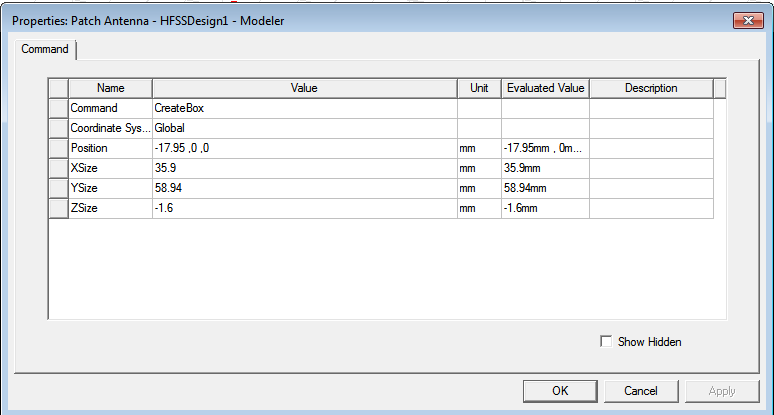 Properties: Patch Antenna - HFSSDesign1 - Modeler
Command
Name Value Unit Evaluated Value Description
Command CreateBox
Coordinate Sys... Global
Position -17.95 ,0 ,0 mm -17.95mm , 0m...
XSize 35.9 mm 35.9mm
YSize 58.94 mm 58.94mm
ZSize -1.6 mm -1.6mm
Show Hidden
OK Cancel Apply